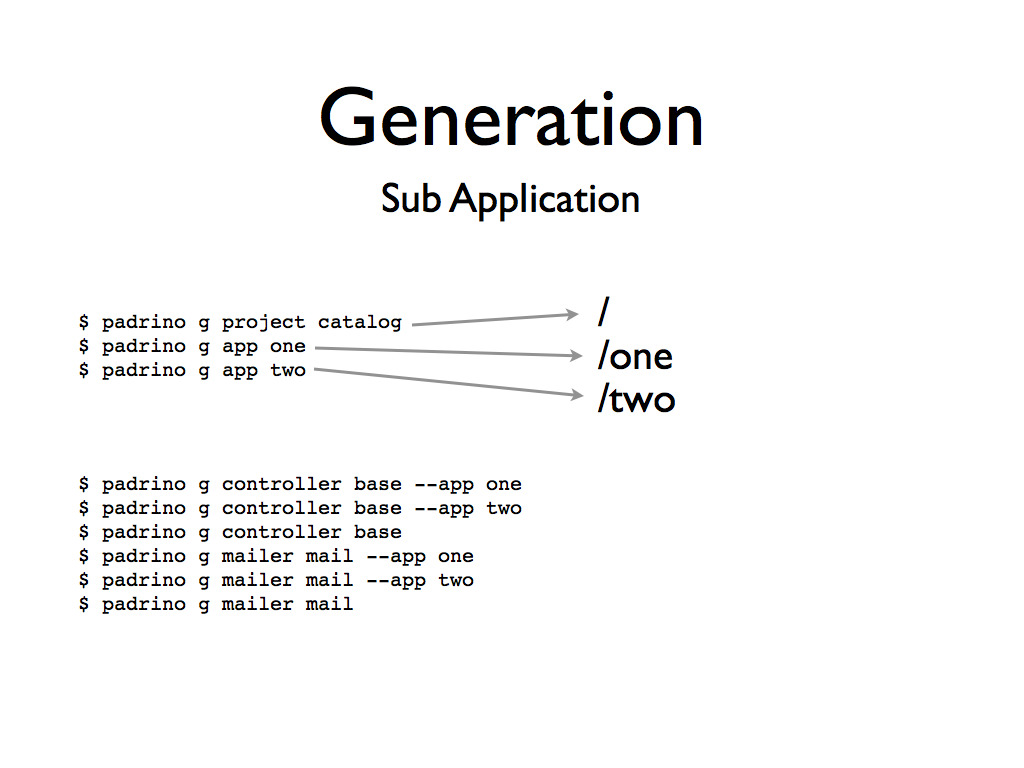 Generation
Sub Application
$ padrino g project catalog
$ padrino g app one
$ padrino g app two
/
/one
/two
$ padrino g controller base --app one
$ padrino g controller base --app two
$ padrino g controller base
$ padrino g mailer mail --app one
$ padrino g mailer mail --app two
$ padrino g mailer mail